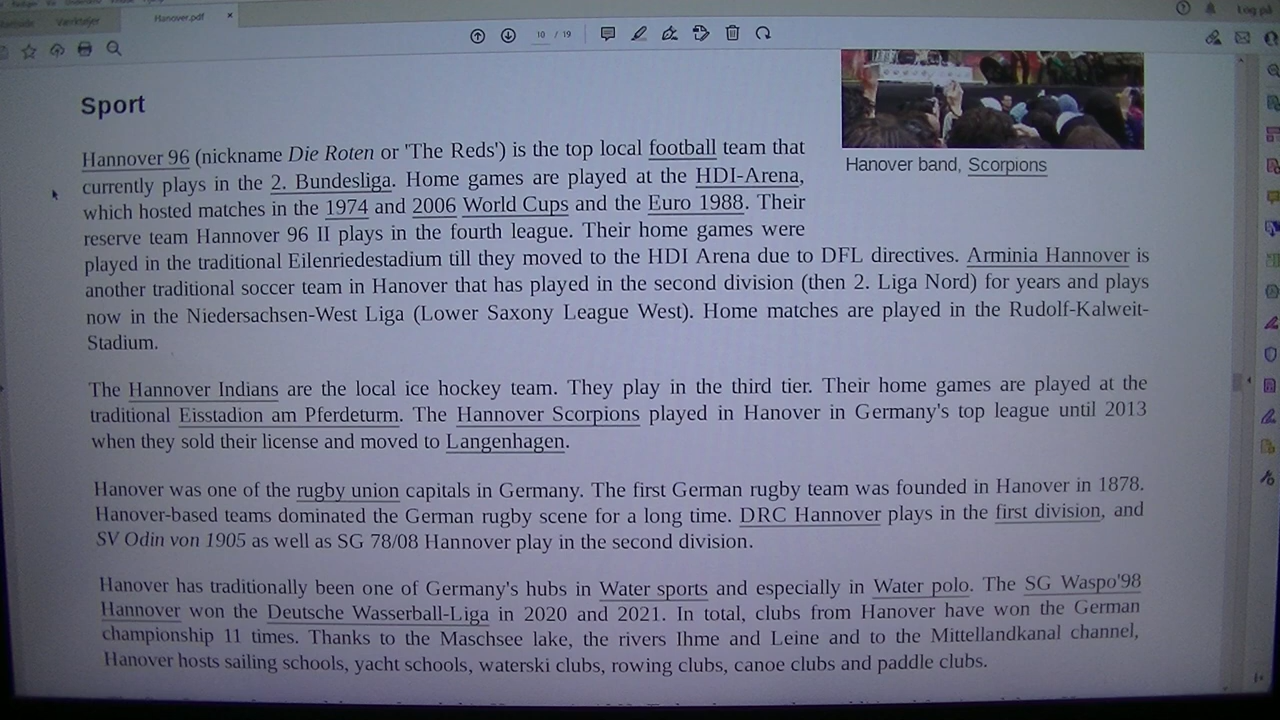 Værktøjer
Hanover.pdf
×
Log på
10 / 19
Sport
Hannover 96 (nickname Die Roten or 'The Reds') is the top local football team that
currently plays in the 2. Bundesliga. Home games are played at the HDI-Arena,
which hosted matches in the 1974 and 2006 World Cups and the Euro 1988. Their
reserve team Hannover 96 II plays in the fourth league. Their home games were
played in the traditional Eilenriedestadium till they moved to the HDI Arena due to DFL directives. Arminia Hannover is
another traditional soccer team in Hanover that has played in the second division (then 2. Liga Nord) for years and plays
now in the Niedersachsen-West Liga (Lower Saxony League West). Home matches are played in the Rudolf-Kalweit-
Stadium.
Hanover band, Scorpions
The Hannover Indians are the local ice hockey team. They play in the third tier. Their home games are played at the
traditional Eisstadion am Pferdeturm. The Hannover Scorpions played in Hanover in Germany's top league until 2013
when they sold their license and moved to Langenhagen.
Hanover was one of the rugby union capitals in Germany. The first German rugby team was founded in Hanover in 1878.
Hanover-based teams dominated the German rugby scene for a long time. DRC Hannover plays in the first division, and
SV Odin von 1905 as well as SG 78/08 Hannover play in the second division.
Hanover has traditionally been one of Germany's hubs in Water sports and especially in Water polo. The SG Waspo'98
Hannover won the Deutsche Wasserball-Liga in 2020 and 2021. In total, clubs from Hanover have won the German
championship 11 times. Thanks to the Maschsee lake, the rivers Ihme and Leine and to the Mittellandkanal channel,
Hanover hosts sailing schools, yacht schools, waterski clubs, rowing clubs, canoe clubs and paddle clubs.